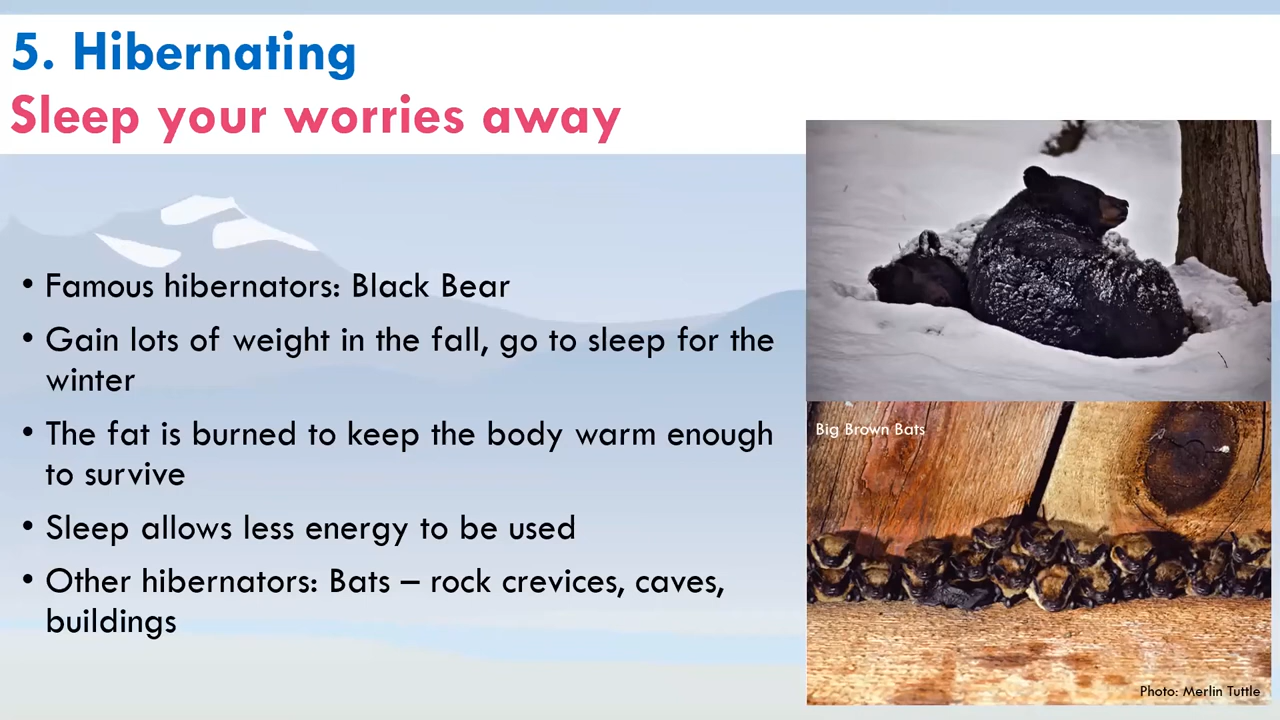 5. Hibernating
Sleep your worries away
• Famous hibernators: Black Bear
• Gain lots of weight in the fall, go to sleep for the
winter
• The fat is burned to keep the body warm enough
to survive
• Sleep allows less energy to be used
• Other hibernators: Bats – rock crevices, caves,
buildings
Big Brown Bats
Photo: Merlin Tuttle